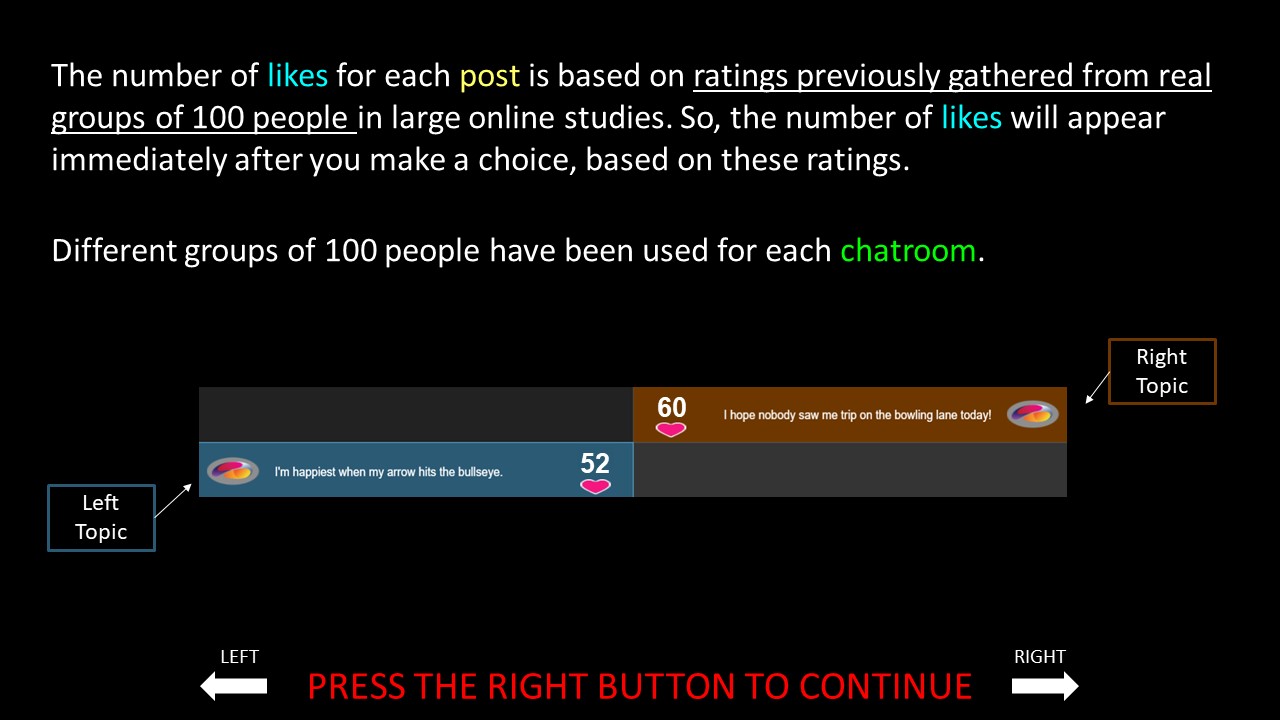 The number of likes for each post is based on ratings previously gathered from real
groups of 100 people in large online studies. So, the number of likes will appear
immediately after you make a choice, based on these ratings.
Different groups of 100 people have been used for each chatroom.
Right
Topic
60
I hope nobody saw me trip on the bowling lane today!
I'm happiest when my arrow hits the bullseye.
52
Left
Topic
LEFT
RIGHT
PRESS THE RIGHT BUTTON TO CONTINUE